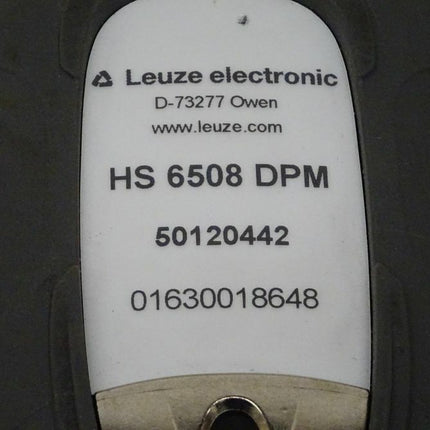 Leuze electronic
D-73277 Owen
www.leuze.com
HS 6508 DPM
50120442
01630018648